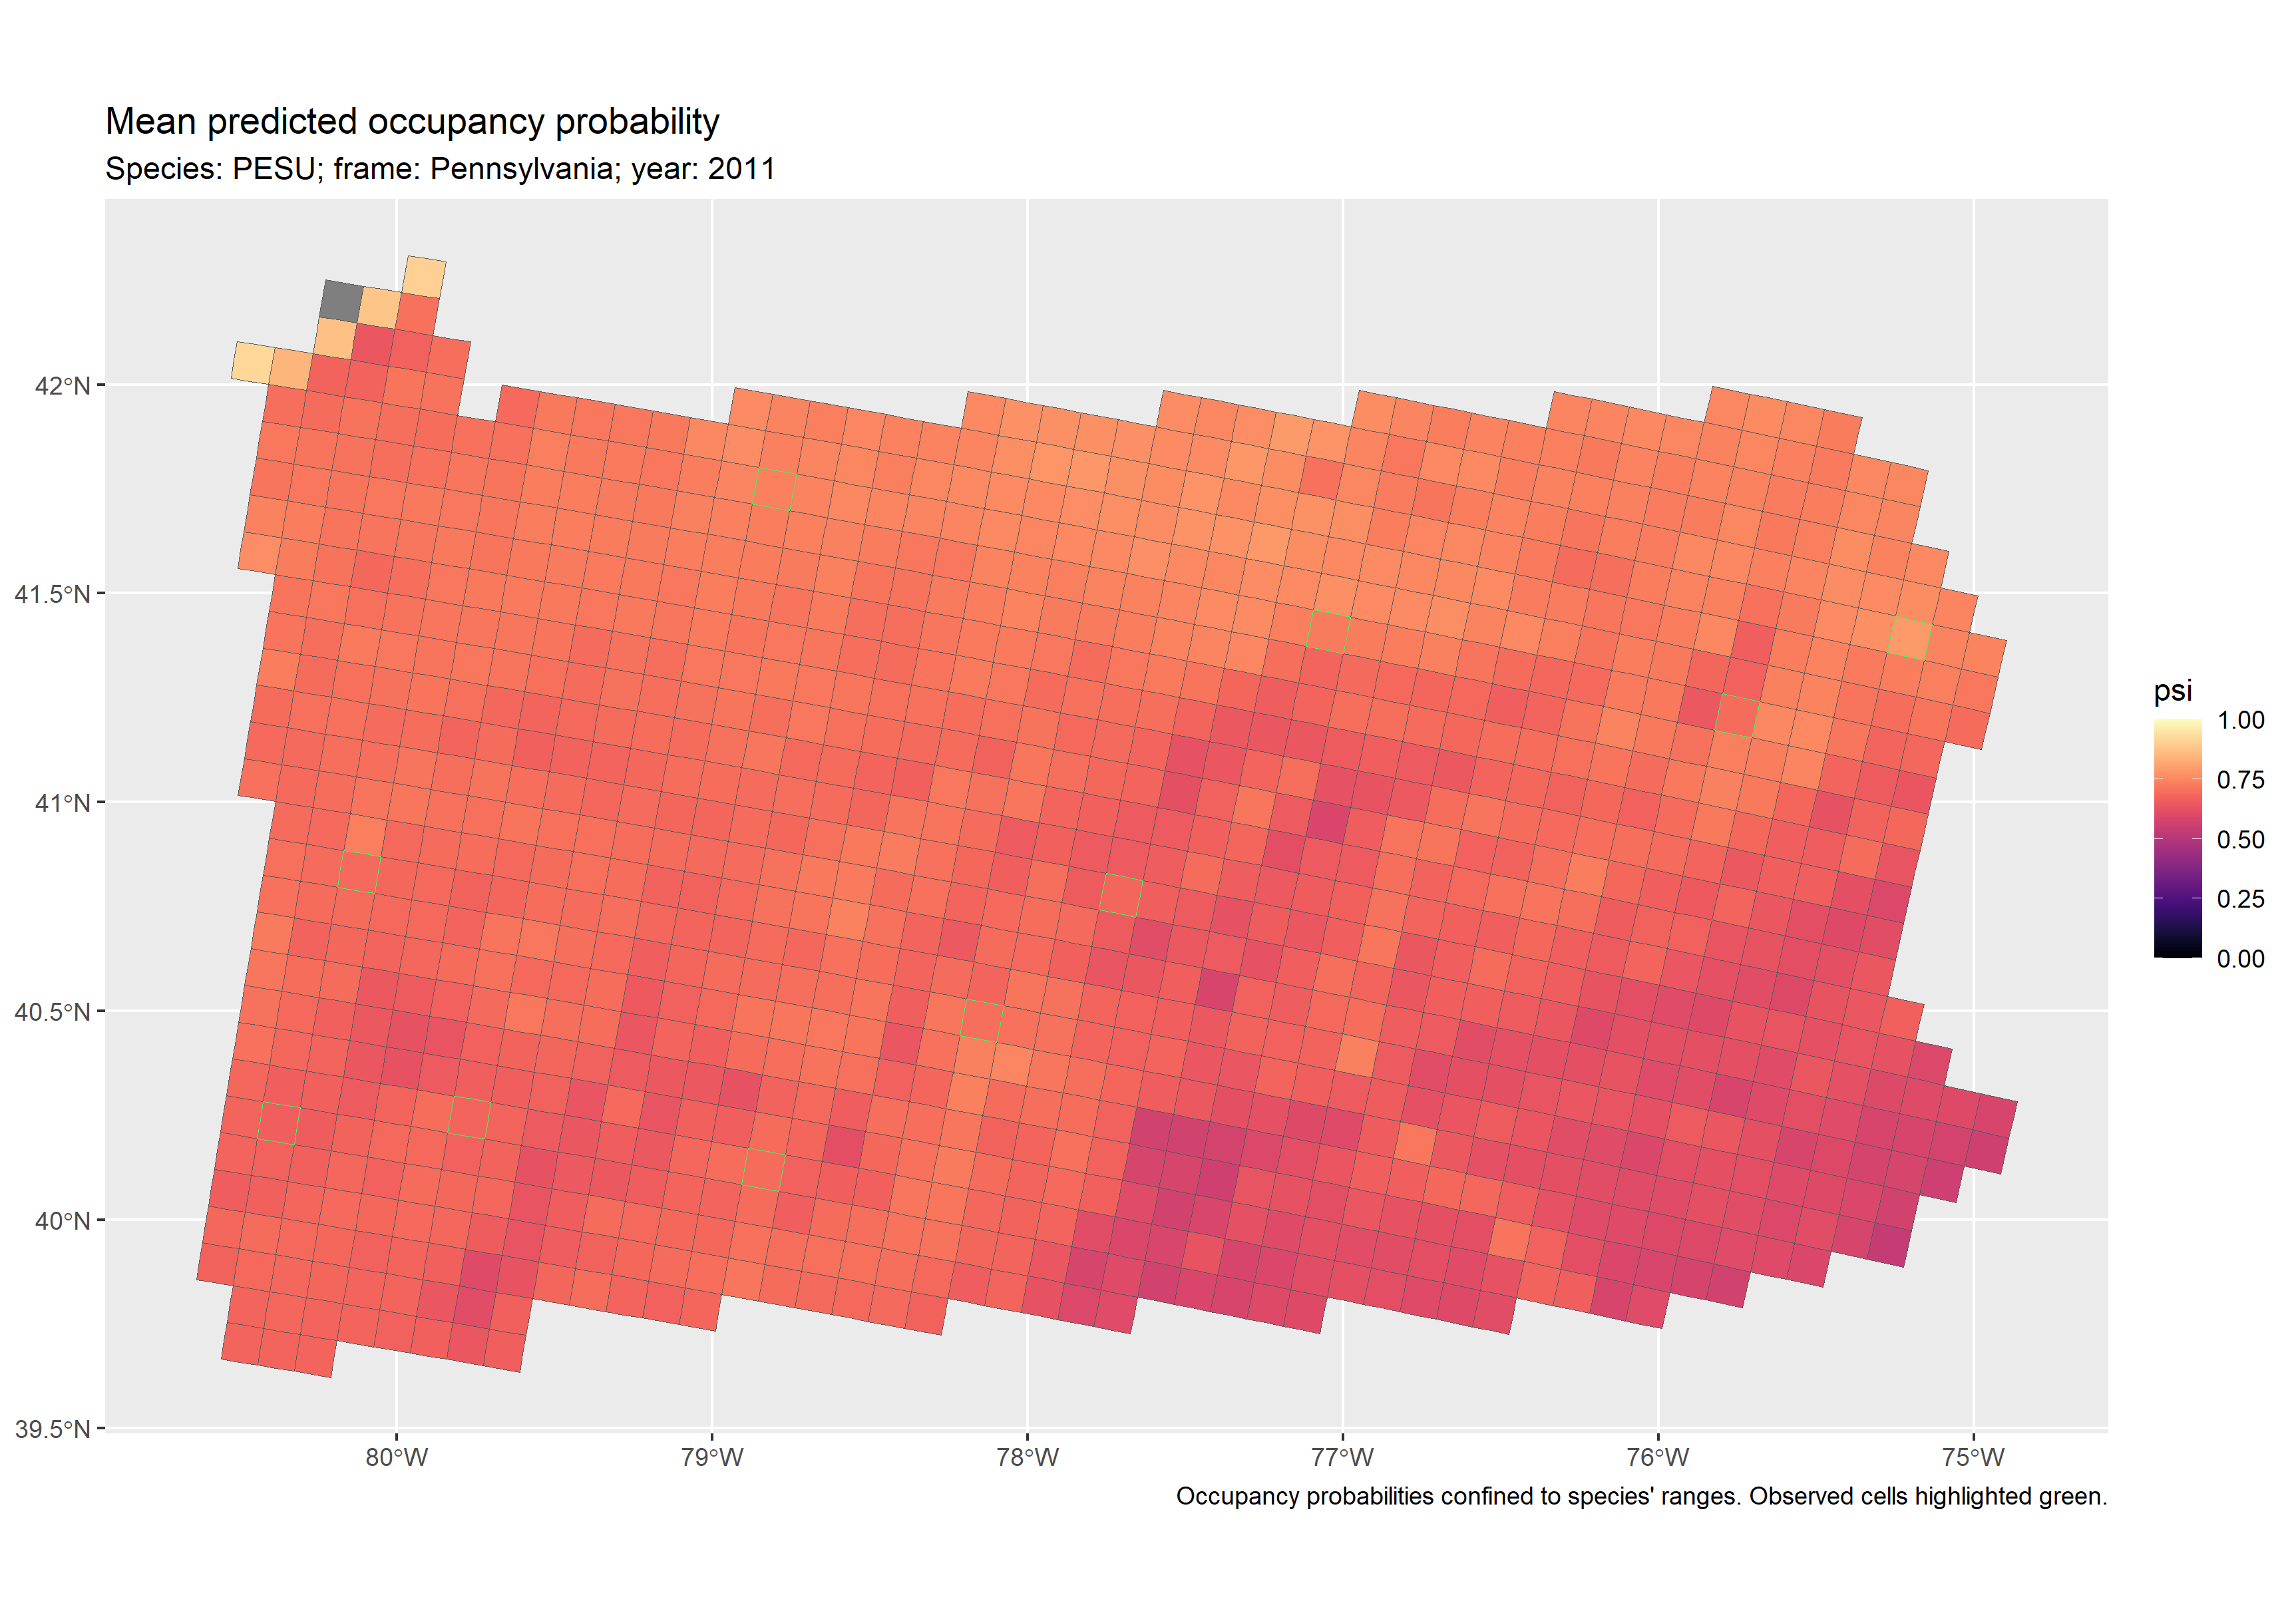 Mean predicted occupancy probability
Species: PESU; frame: Pennsylvania; year: 2011
42°N
41.5°N
41°N
40.5°N
40°N
39.5°N
80°W
79°W
78°W
77°W
76°W
75°W
psi
1.00
0.75
0.50
0.25
0.00
Occupancy probabilities confined to species' ranges. Observed cells highlighted green.